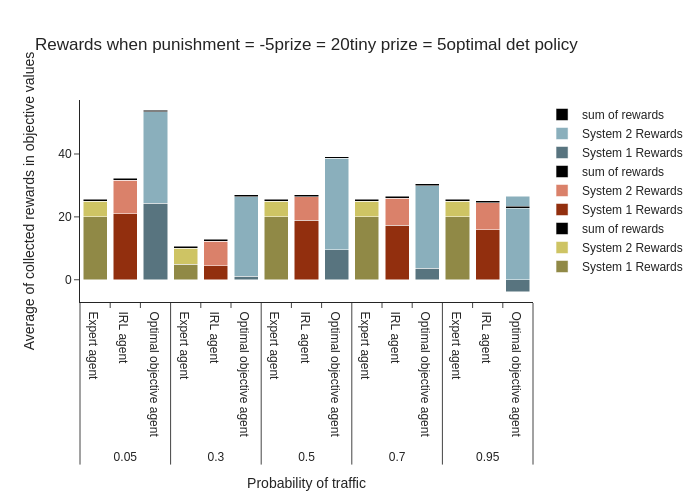 Rewards when punishment = -5prize = 20tiny prize = 5optimal det policy
Average of collected rewards in objective values
40
20
0
sum of rewards
System 2 Rewards
System 1 Rewards
sum of rewards
System 2 Rewards
System 1 Rewards
sum of rewards
System 2 Rewards
System 1 Rewards
Expert agent
IRL agent
Optimal objective agent
Expert agent
IRL agent
Optimal objective agent
Expert agent
IRL agent
Optimal objective agent
Expert agent
IRL agent
Optimal objective agent
Expert agent
IRL agent
Optimal objective agent
0.05
0.3
0.5
0.7
0.95
Probability of traffic